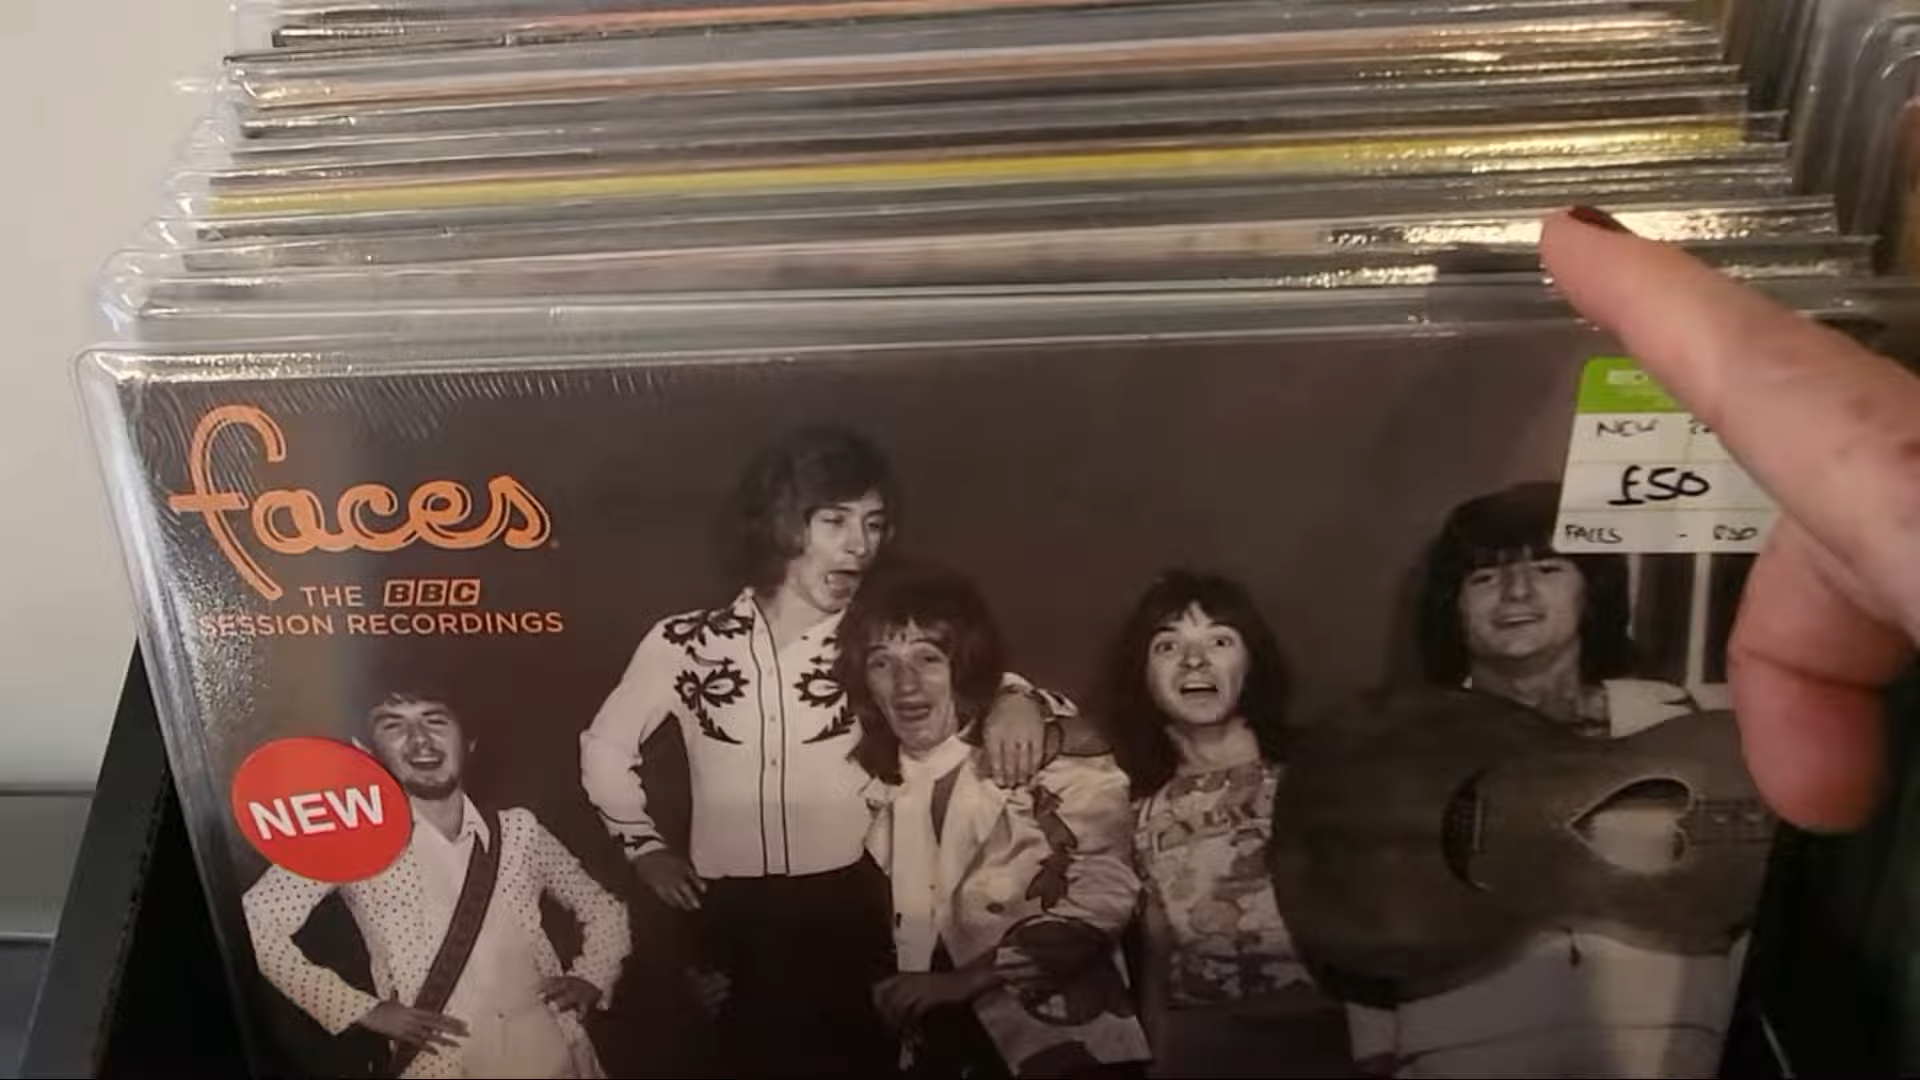 faces
THE BBC
SESSION RECORDINGS
NEW
NEW
£50
FACES -